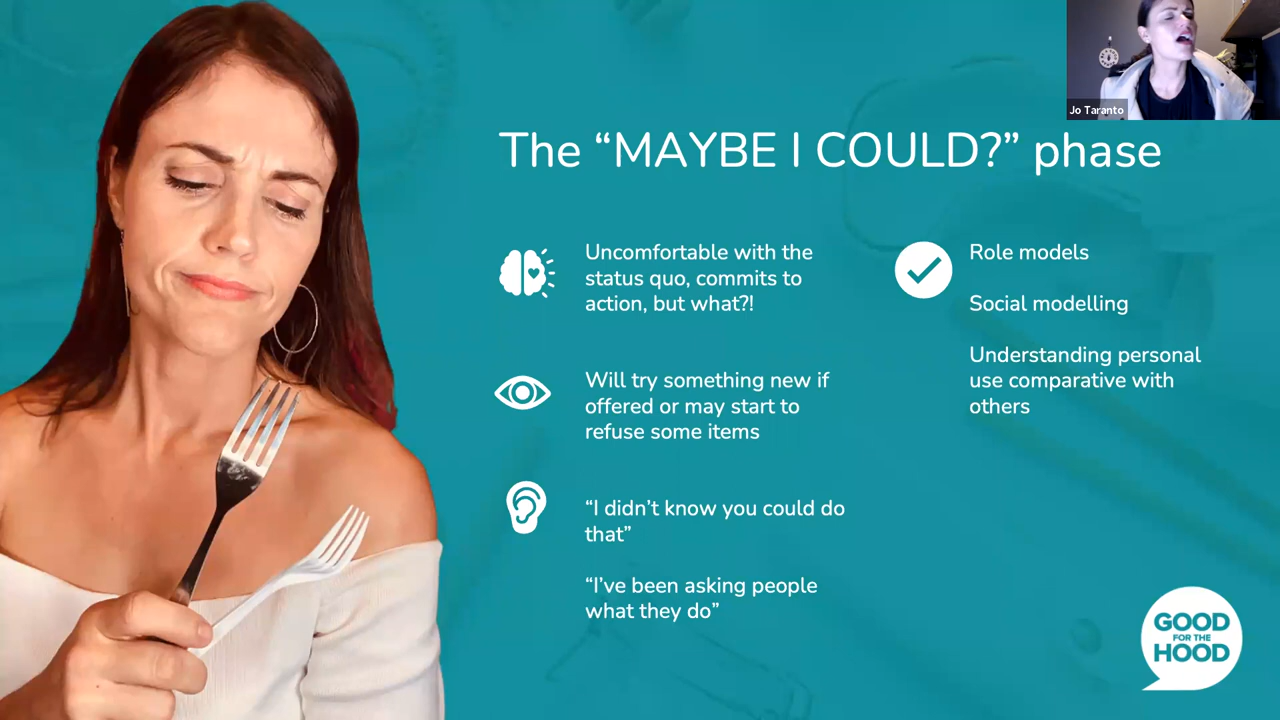 Jo Taranto
The “MAYBE I COULD?” phase
Uncomfortable with the
status quo, commits to
action, but what?!
Will try something new if
offered or may start to
refuse some items
“I didn’t know you could do
that”
“I’ve been asking people
what they do”
Role models
Social modelling
Understanding personal
use comparative with
others
GOOD
FOR THE
HOOD